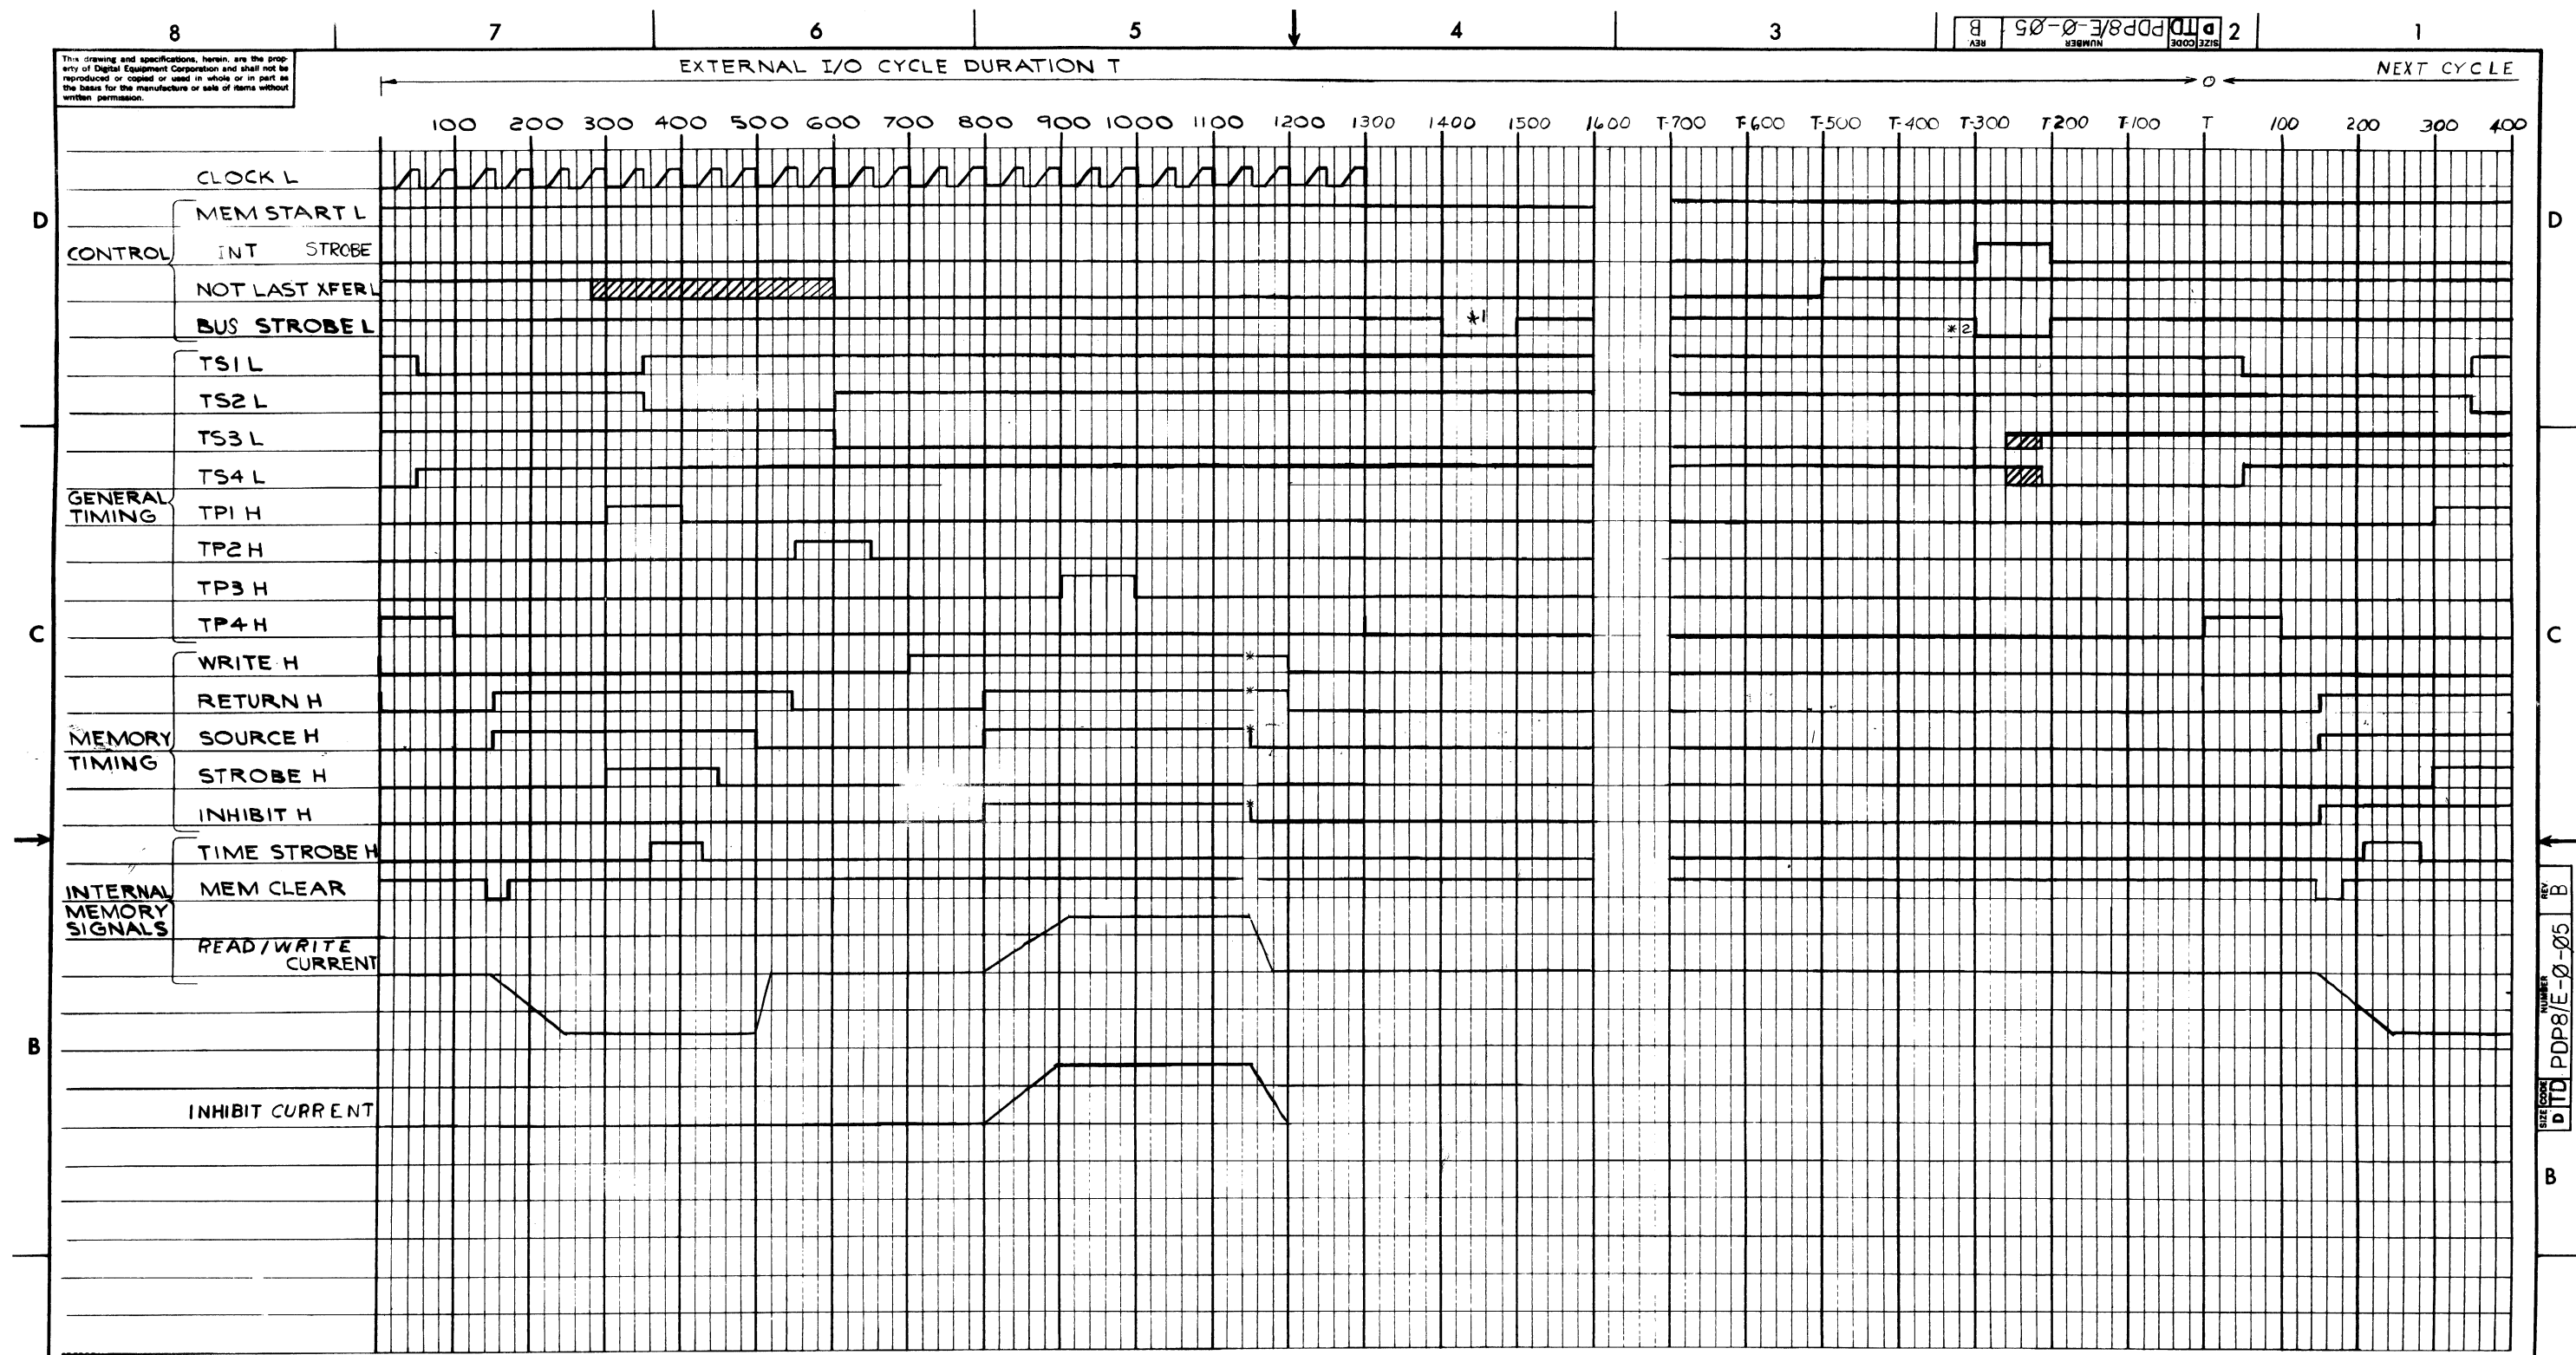 8 7 6 5 4 3 2 1
REV. B NUMBER PDP8/E-Ø-Ø5 CODE TD SIZE D
This drawing and specifications, herein, are the prop-
erty of Digital Equipment Corporation and shall not be
reproduced or copied or used in whole or in part as
the basis for the manufacture or sale of items without
written permission.
EXTERNAL I/O CYCLE DURATION T
O
NEXT CYCLE
100 200 300 400 500 600 700 800 900 1000 1100 1200 1300 1400 1500 1600 T-700 T-600 T-500 T-400 T-300 T-200 T-100 T 100 200 300 400
CLOCK L
D
MEM START L
D
CONTROL
INT STROBE
NOT LAST XFER L
BUS STROBE L
*1
*2
TS1 L
TS2 L
TS3 L
TS4 L
GENERAL
TIMING
TP1 H
TP2 H
TP3 H
TP4 H
C
C
WRITE H
*
RETURN H
*
MEMORY
TIMING
SOURCE H
*
STROBE H
INHIBIT H
*
TIME STROBE H
INTERNAL
MEMORY
SIGNALS
MEM CLEAR
READ/WRITE
CURRENT
B
INHIBIT CURRENT
B
SIZE D CODE TD NUMBER PDP8/E-Ø-Ø5 REV. B